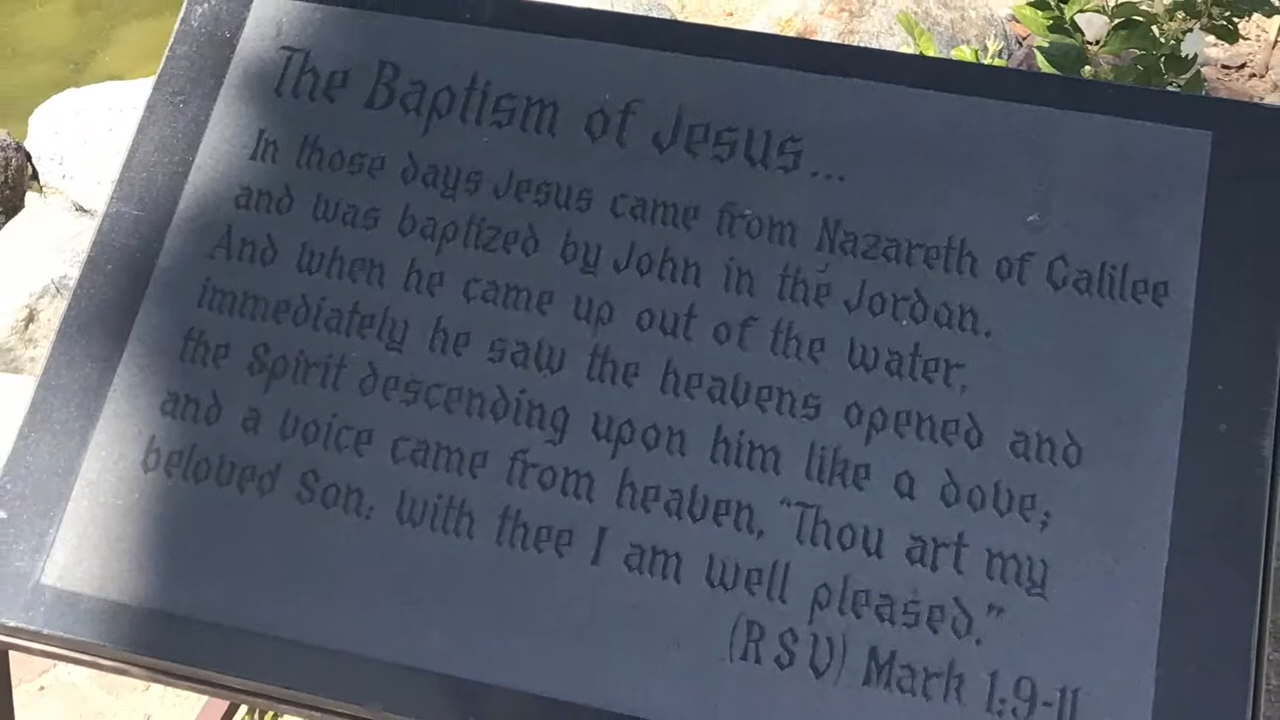 The Baptism of Jesus...
In those days Jesus came from Nazareth of Galilee
and was baptized by John in the Jordan.
And when he came up out of the water,
immediately he saw the heavens opened and
the Spirit descending upon him like a dove;
and a voice came from heaven, "Thou art my
beloved Son; with thee I am well pleased."
(RSV) Mark 1:9-11